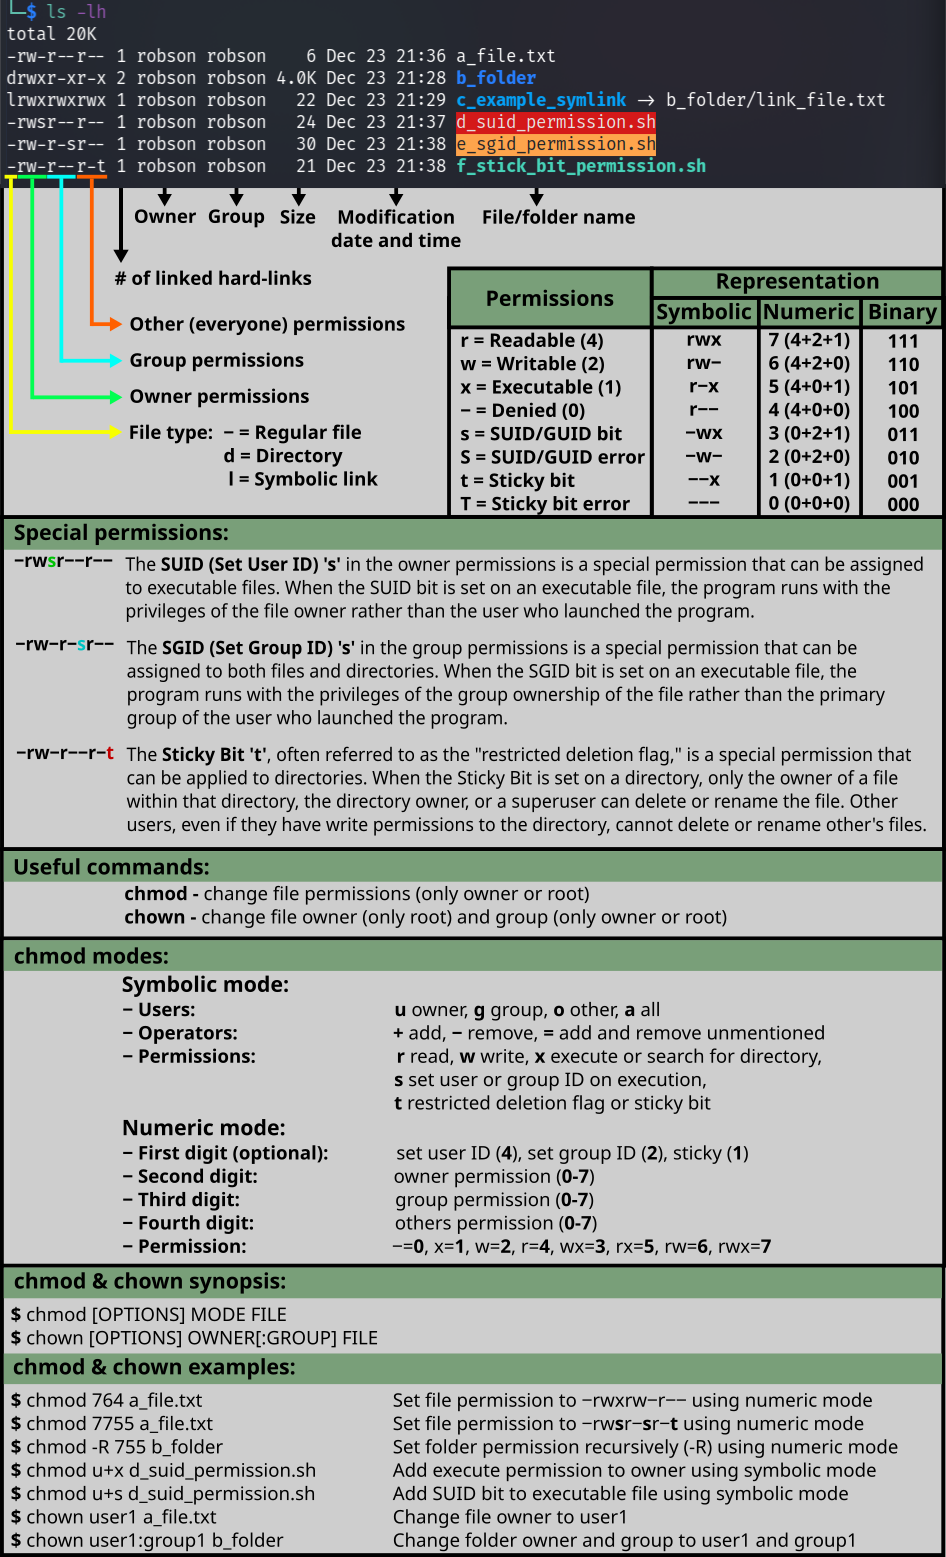 └─$ ls -lh
total 20K
-rw-r--r-- 1 robson robson 6 Dec 23 21:36 a_file.txt
drwxr-xr-x 2 robson robson 4.0K Dec 23 21:28 b_folder
lrwxrwxrwx 1 robson robson 22 Dec 23 21:29 c_example_symlink → b_folder/link_file.txt
-rwsr--r-- 1 robson robson 24 Dec 23 21:37 d_suid_permission.sh
-rw-r-sr-- 1 robson robson 30 Dec 23 21:38 e_sgid_permission.sh
-rw-r--r-t 1 robson robson 21 Dec 23 21:38 f_stick_bit_permission.sh
Owner Group Size Modification File/folder name
date and time
# of linked hard-links
Other (everyone) permissions
Group permissions
Owner permissions
File type: − = Regular file
d = Directory
l = Symbolic link
Permissions Representation
Symbolic Numeric Binary
r = Readable (4) rwx 7 (4+2+1) 111
w = Writable (2) rw− 6 (4+2+0) 110
x = Executable (1) r−x 5 (4+0+1) 101
− = Denied (0) r−− 4 (4+0+0) 100
s = SUID/GUID bit −wx 3 (0+2+1) 011
S = SUID/GUID error −w− 2 (0+2+0) 010
t = Sticky bit −−x 1 (0+0+1) 001
T = Sticky bit error −−− 0 (0+0+0) 000
Special permissions:
−rwsr−−r−− The SUID (Set User ID) 's' in the owner permissions is a special permission that can be assigned
to executable files. When the SUID bit is set on an executable file, the program runs with the
privileges of the file owner rather than the user who launched the program.
−rw−r−sr−− The SGID (Set Group ID) 's' in the group permissions is a special permission that can be
assigned to both files and directories. When the SGID bit is set on an executable file, the
program runs with the privileges of the group ownership of the file rather than the primary
group of the user who launched the program.
−rw−r−−r−t The Sticky Bit 't', often referred to as the "restricted deletion flag," is a special permission that
can be applied to directories. When the Sticky Bit is set on a directory, only the owner of a file
within that directory, the directory owner, or a superuser can delete or rename the file. Other
users, even if they have write permissions to the directory, cannot delete or rename other's files.
Useful commands:
chmod - change file permissions (only owner or root)
chown - change file owner (only root) and group (only owner or root)
chmod modes:
Symbolic mode:
− Users: u owner, g group, o other, a all
− Operators: + add, − remove, = add and remove unmentioned
− Permissions: r read, w write, x execute or search for directory,
s set user or group ID on execution,
t restricted deletion flag or sticky bit
Numeric mode:
− First digit (optional): set user ID (4), set group ID (2), sticky (1)
− Second digit: owner permission (0-7)
− Third digit: group permission (0-7)
− Fourth digit: others permission (0-7)
− Permission: −=0, x=1, w=2, r=4, wx=3, rx=5, rw=6, rwx=7
chmod & chown synopsis:
$ chmod [OPTIONS] MODE FILE
$ chown [OPTIONS] OWNER[:GROUP] FILE
chmod & chown examples:
$ chmod 764 a_file.txt Set file permission to −rwxrw−r−− using numeric mode
$ chmod 7755 a_file.txt Set file permission to −rwsr−sr−t using numeric mode
$ chmod -R 755 b_folder Set folder permission recursively (-R) using numeric mode
$ chmod u+x d_suid_permission.sh Add execute permission to owner using symbolic mode
$ chmod u+s d_suid_permission.sh Add SUID bit to executable file using symbolic mode
$ chown user1 a_file.txt Change file owner to user1
$ chown user1:group1 b_folder Change folder owner and group to user1 and group1